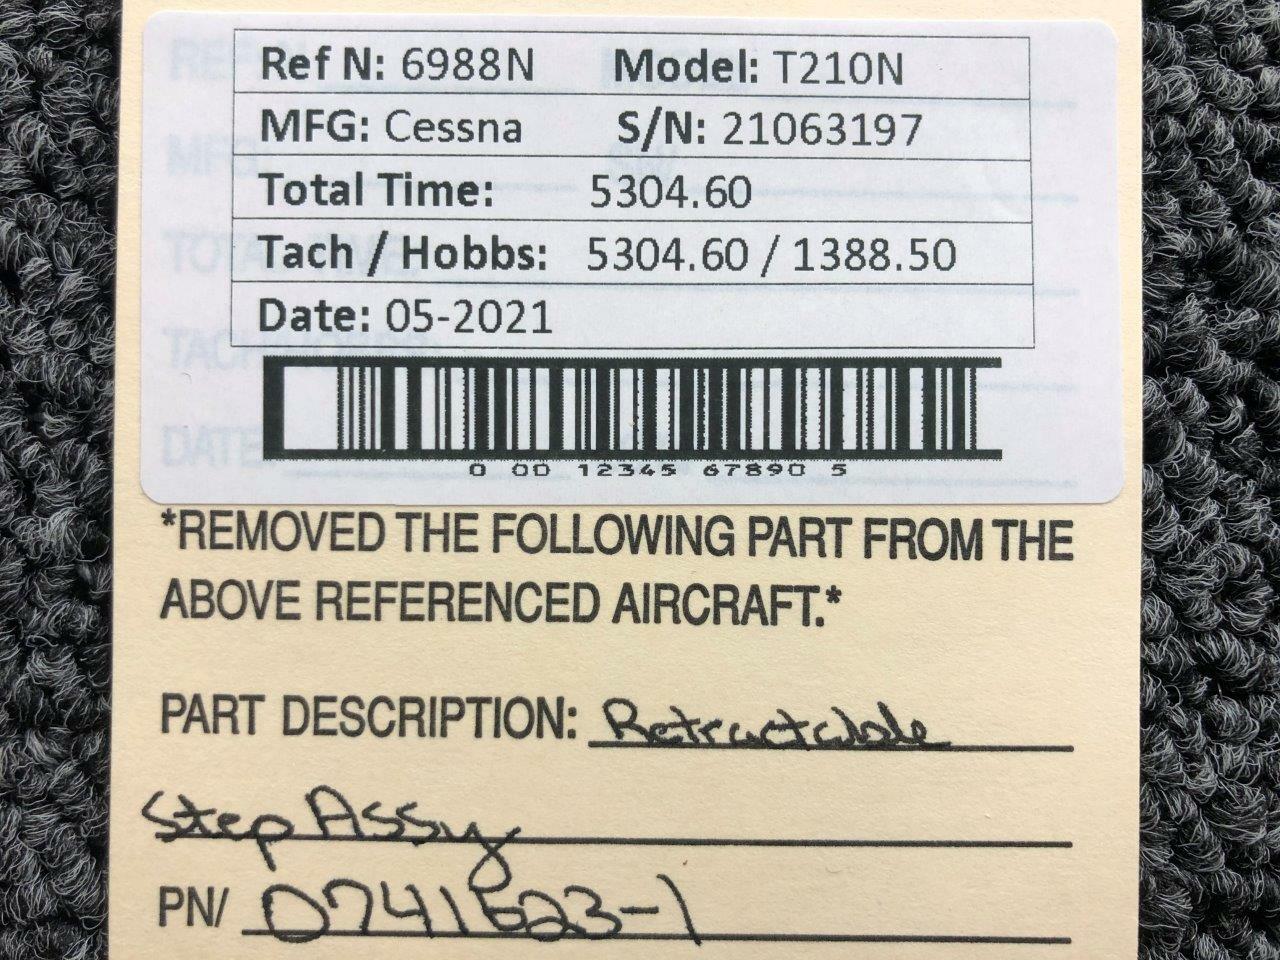 Ref N: 6988N Model: T210N
MFG: Cessna S/N: 21063197
Total Time: 5304.60
Tach / Hobbs: 5304.60 / 1388.50
Date: 05-2021
0 00 12345 67890 5
*REMOVED THE FOLLOWING PART FROM THE
ABOVE REFERENCED AIRCRAFT.*
PART DESCRIPTION: Retractable
Step Assy
PN/ 0741623-1